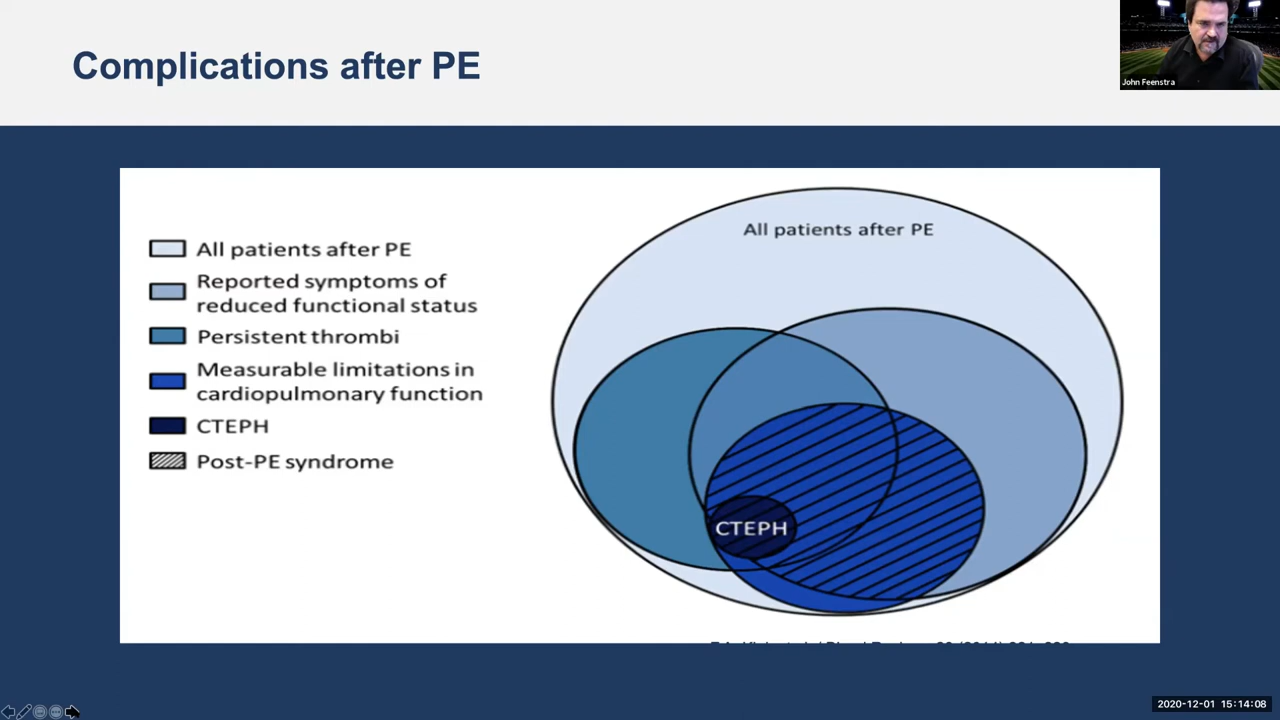 Complications after PE
John Feenstra
All patients after PE
Reported symptoms of
reduced functional status
Persistent thrombi
Measurable limitations in
cardiopulmonary function
CTEPH
Post-PE syndrome
All patients after PE
CTEPH
2020-12-01 15:14:08